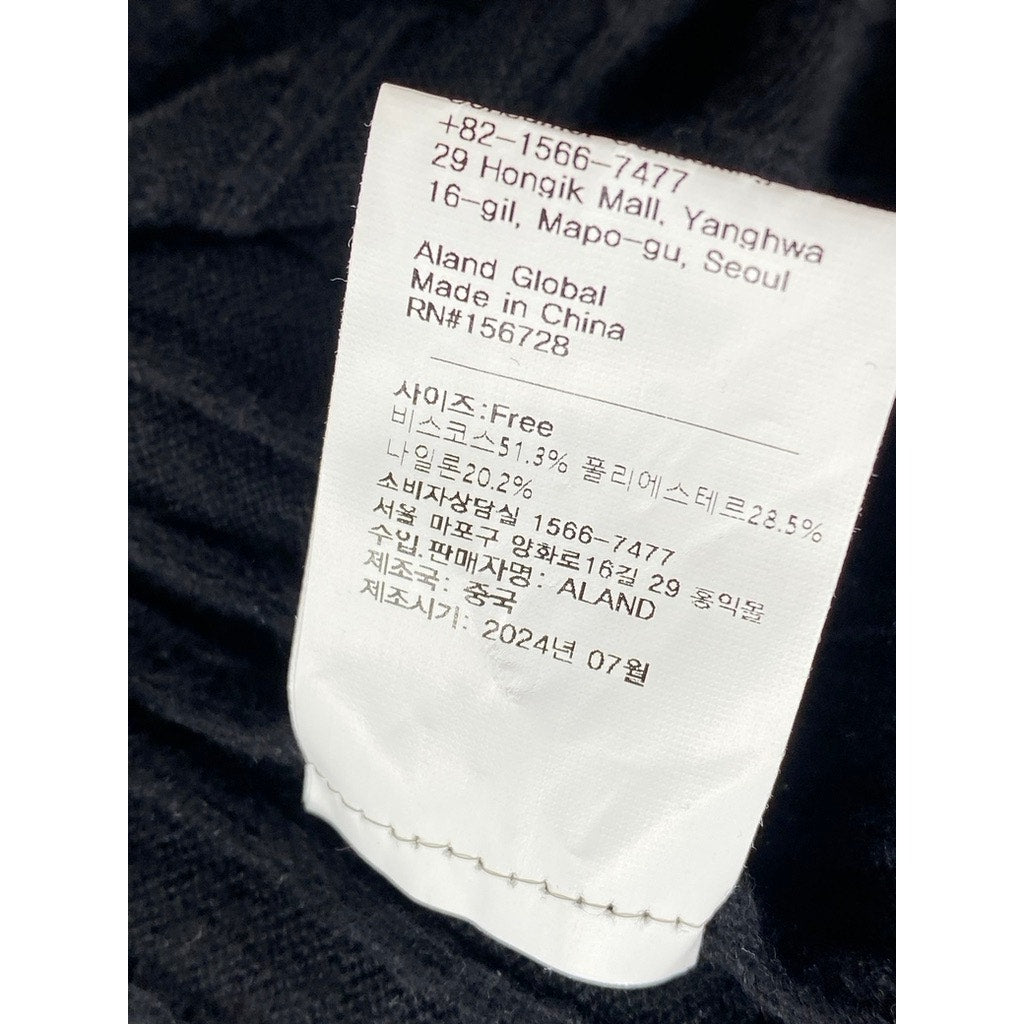 +82-1566-7477
29 Hongik Mall, Yanghwa
16-gil, Mapo-gu, Seoul
Aland Global
Made in China
RN#156728
사이즈:Free
비스코스51.3% 폴리에스테르28.5%
나일론20.2%
소비자상담실 1566-7477
서울 마포구 양화로16길 29 홍익몰
수입.판매자명: ALAND
제조국: 중국
제조시기: 2024년 07월